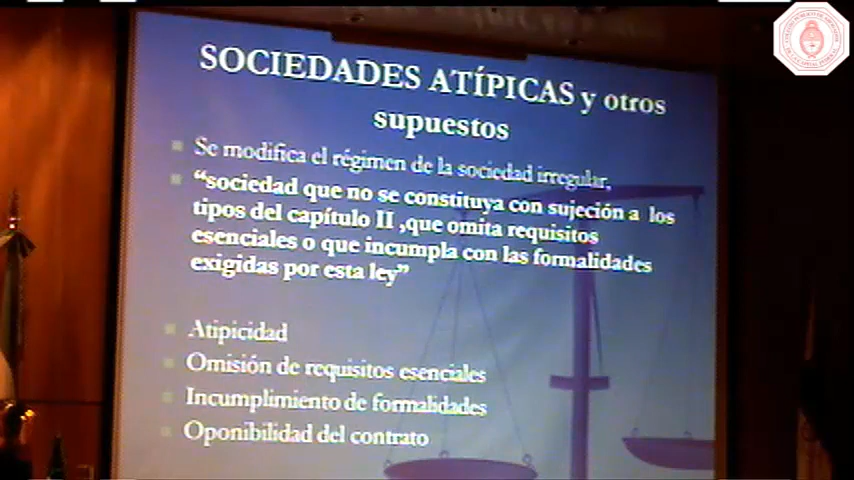 SOCIEDADES ATÍPICAS y otros
supuestos
Se modifica el régimen de la sociedad irregular,
“sociedad que no se constituya con sujeción a los
tipos del capítulo II ,que omita requisitos
esenciales o que incumpla con las formalidades
exigidas por esta ley”
Atipicidad
Omisión de requisitos esenciales
Incumplimiento de formalidades
Oponibilidad del contrato